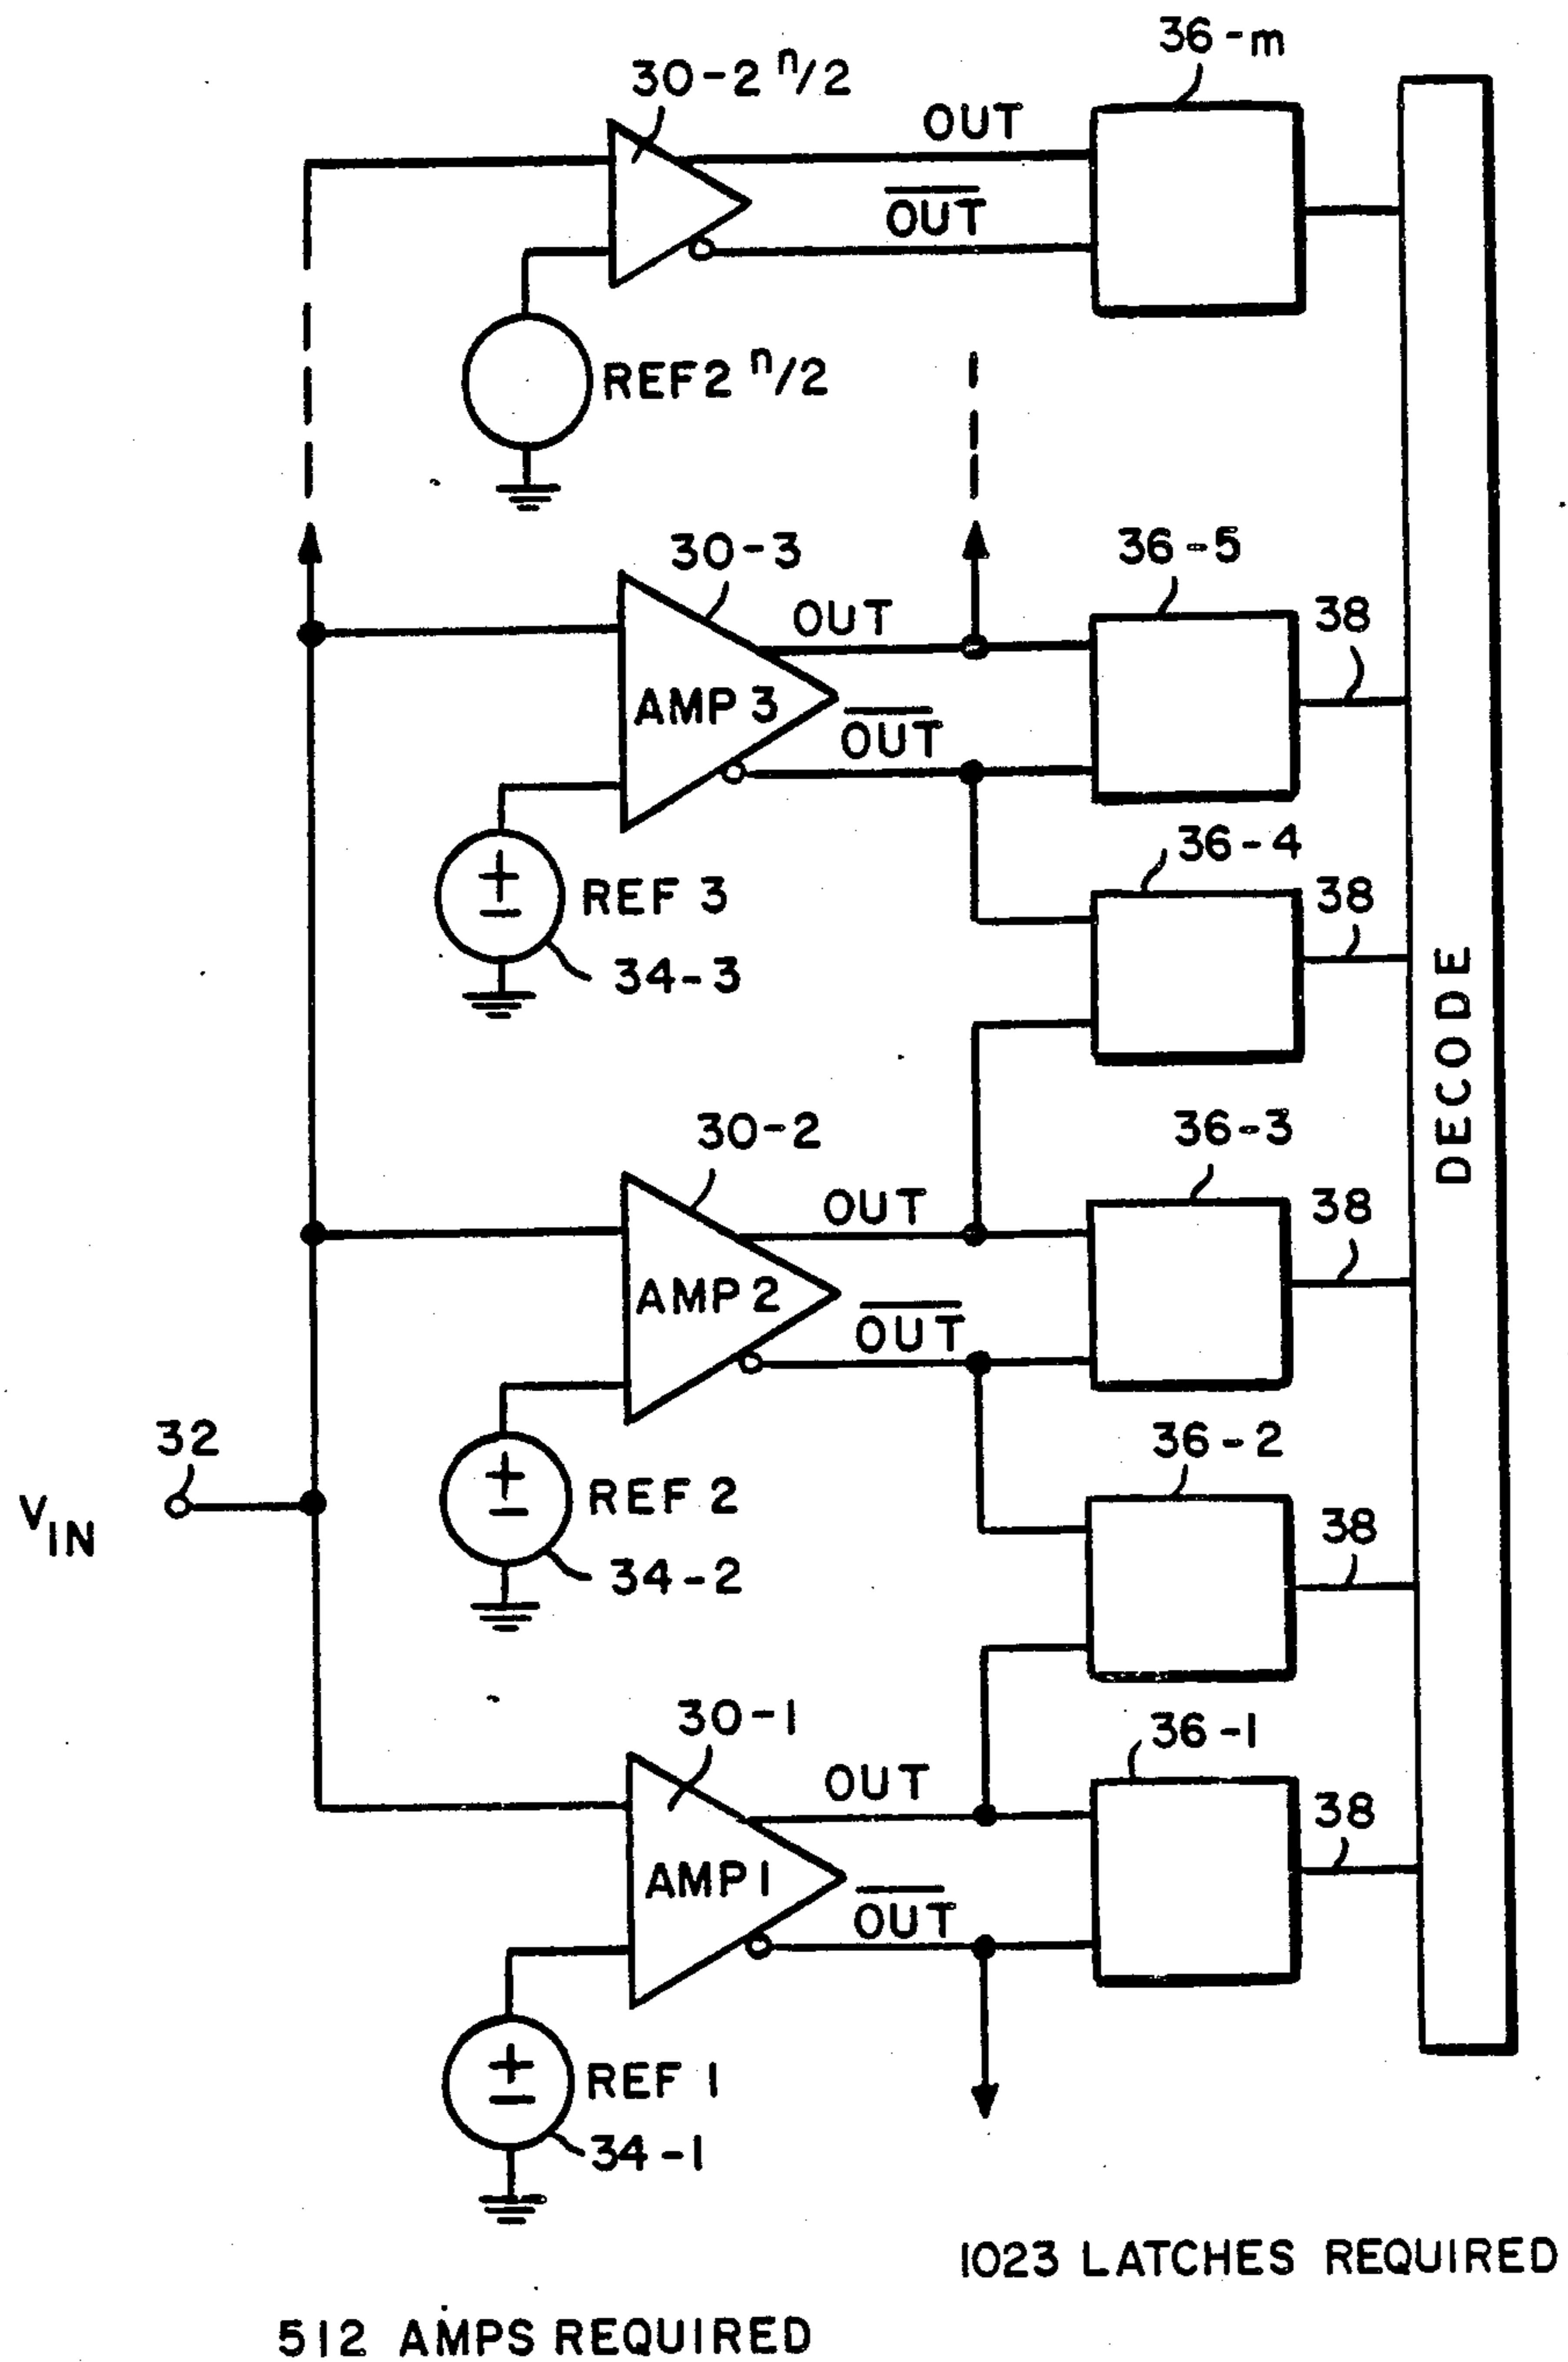 36-m
30-2 n/2
OUT
OUT
REF2 n/2
30-3
36-5
OUT
38
AMP 3
OUT
36-4
REF 3
38
34-3
DECODE
30-2
36-3
OUT
38
AMP 2
OUT
32
36-2
VIN
REF 2
38
34-2
30-1
36-1
OUT
38
AMP 1
OUT
REF 1
34-1
1023 LATCHES REQUIRED
512 AMPS REQUIRED